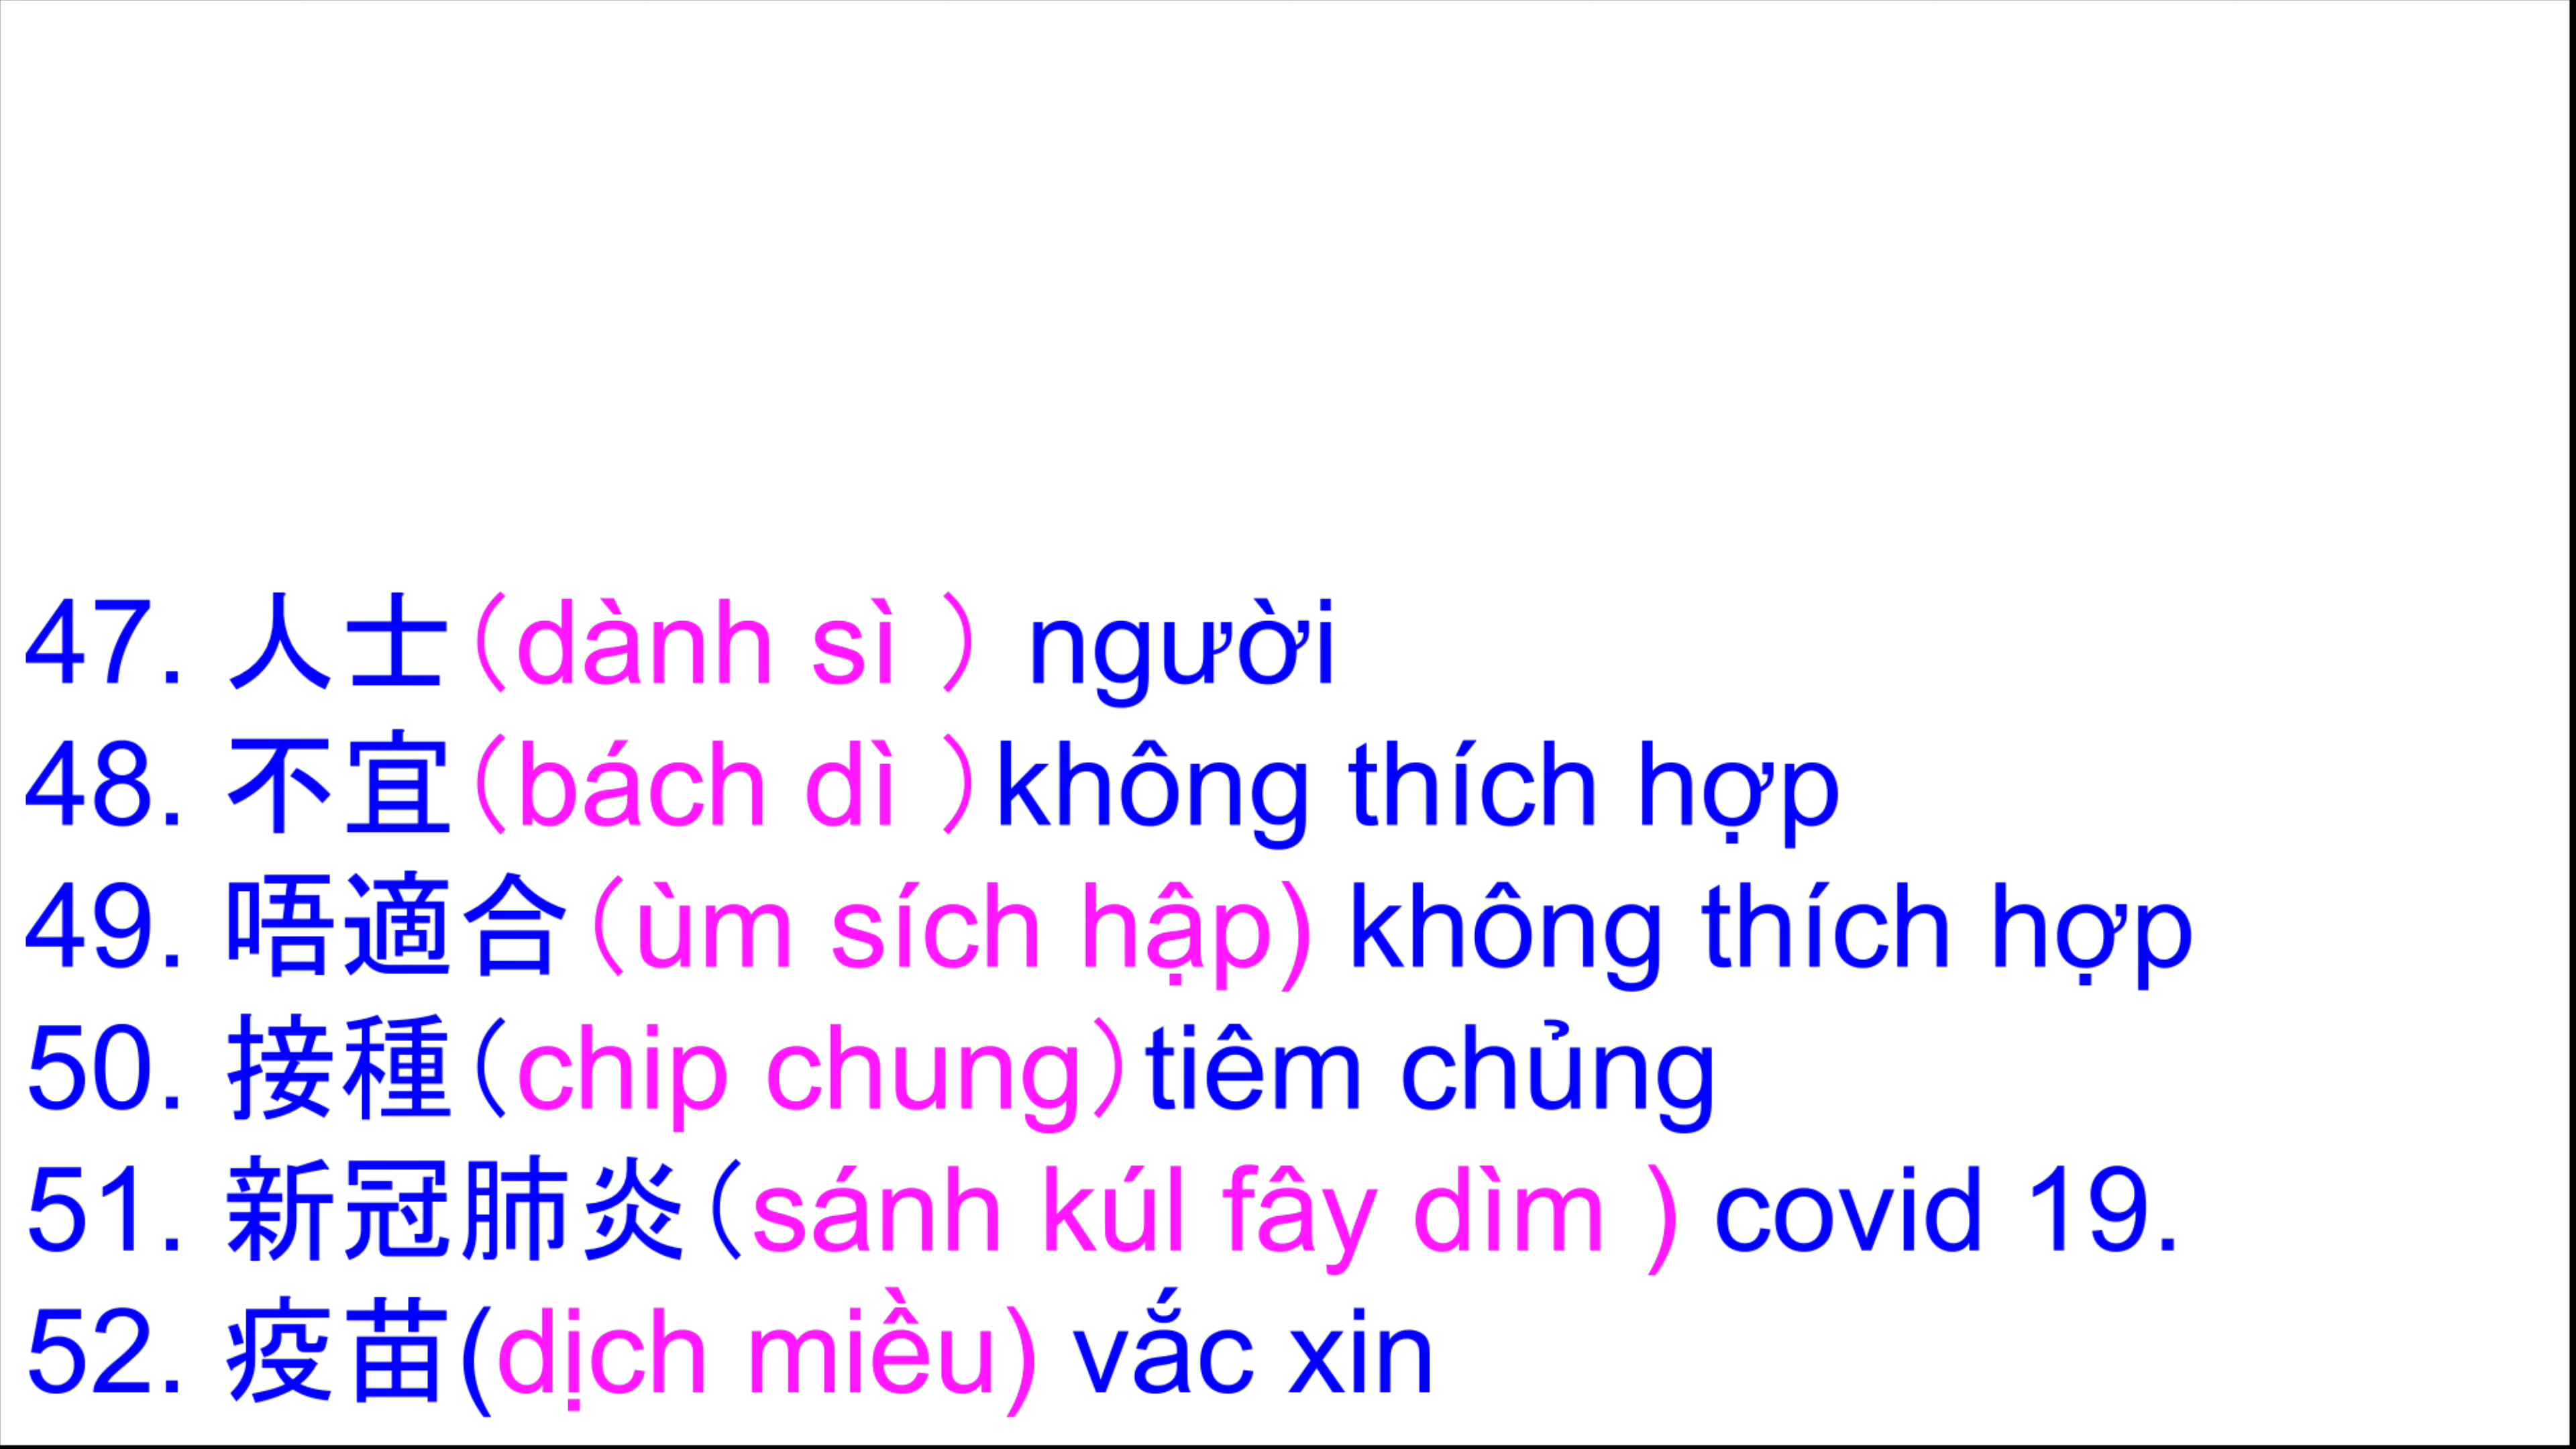 47. 人士（dành sì ） người
48. 不宜（bách dì ）không thích hợp
49. 唔適合（ùm sích hập) không thích hợp
50. 接種（chip chung）tiêm chủng
51. 新冠肺炎（sánh kúl fây dìm ) covid 19.
52. 疫苗(dịch miều) vắc xin